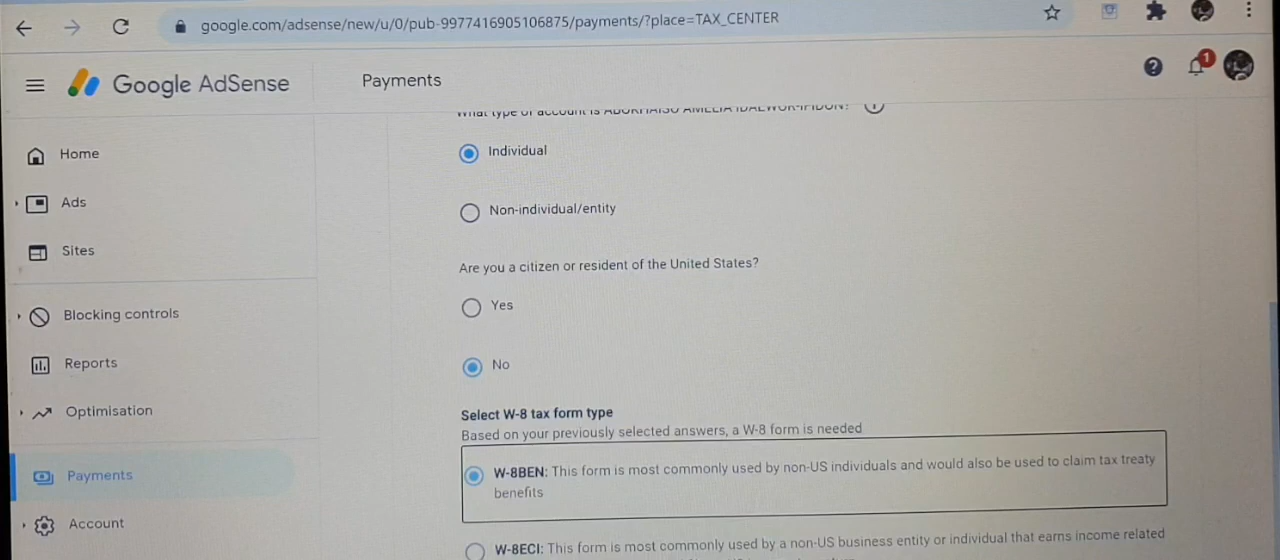 google.com/adsense/new/u/0/pub-9977416905106875/payments/?place=TAX_CENTER
Google AdSense
Payments
1
What type of account is
Home
Individual
Ads
Non-individual/entity
Sites
Are you a citizen or resident of the United States?
Yes
Blocking controls
Reports
No
Optimisation
Select W-8 tax form type
Based on your previously selected answers, a W-8 form is needed
Payments
W-8BEN: This form is most commonly used by non-US individuals and would also be used to claim tax treaty
benefits
Account
W-8ECI: This form is most commonly used by a non-US business entity or individual that earns income related